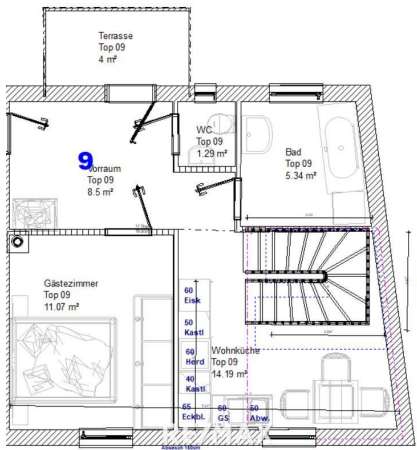 Terrasse
Top 09
4 m²
WC
Top 09
1.29 m²
Bad
Top 09
5.34 m²
9
Vorraum
Top 09
8.5 m²
Gästezimmer
Top 09
11.07 m²
60
Eisk
50
Kastl
60
Herd
40
Kastl
65
Eckbl.
60
GS
50
Abw.
Wohnküche
Top 09
14.19 m²
RE/MAX
Abwasch 160cm